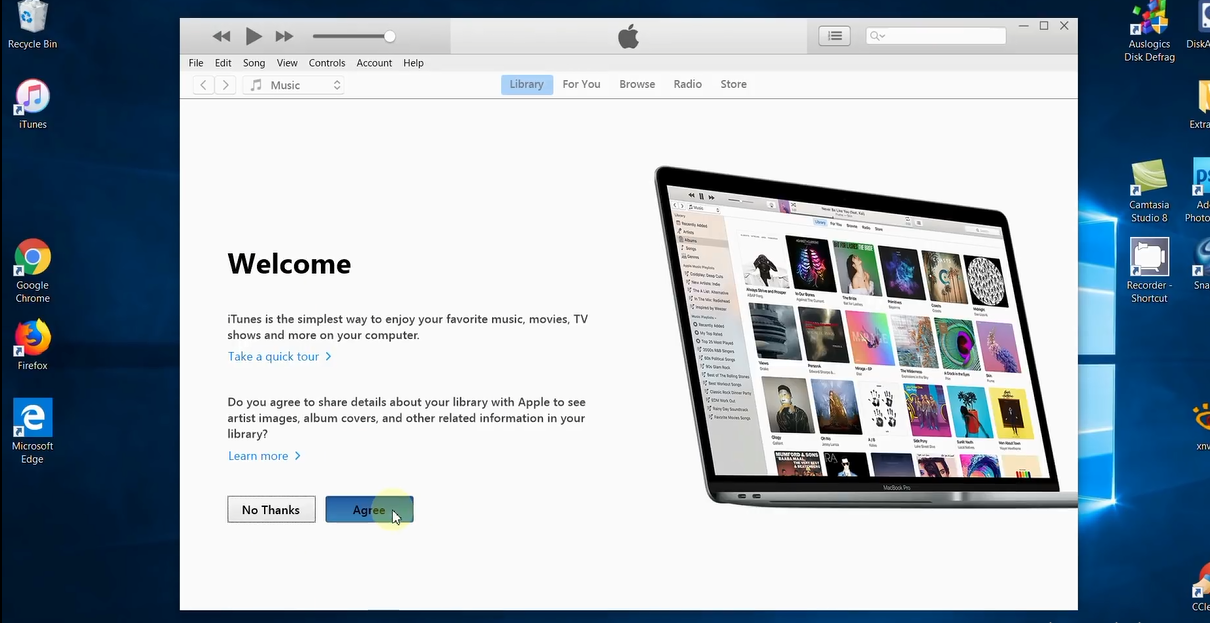 Recycle Bin
iTunes
Google
Chrome
Firefox
Microsoft
Edge
File Edit Song View Controls Account Help
Music
Library For You Browse Radio Store
Welcome
iTunes is the simplest way to enjoy your favorite music, movies, TV
shows and more on your computer.
Take a quick tour >
Do you agree to share details about your library with Apple to see
artist images, album covers, and other related information in your
library?
Learn more >
No Thanks
Agree
MacBook Pro
Auslogics
Disk Defrag
DiskA
Extra
Camtasia
Studio 8
Ad
Photo
Recorder -
Shortcut
Sna
xnv
CCle